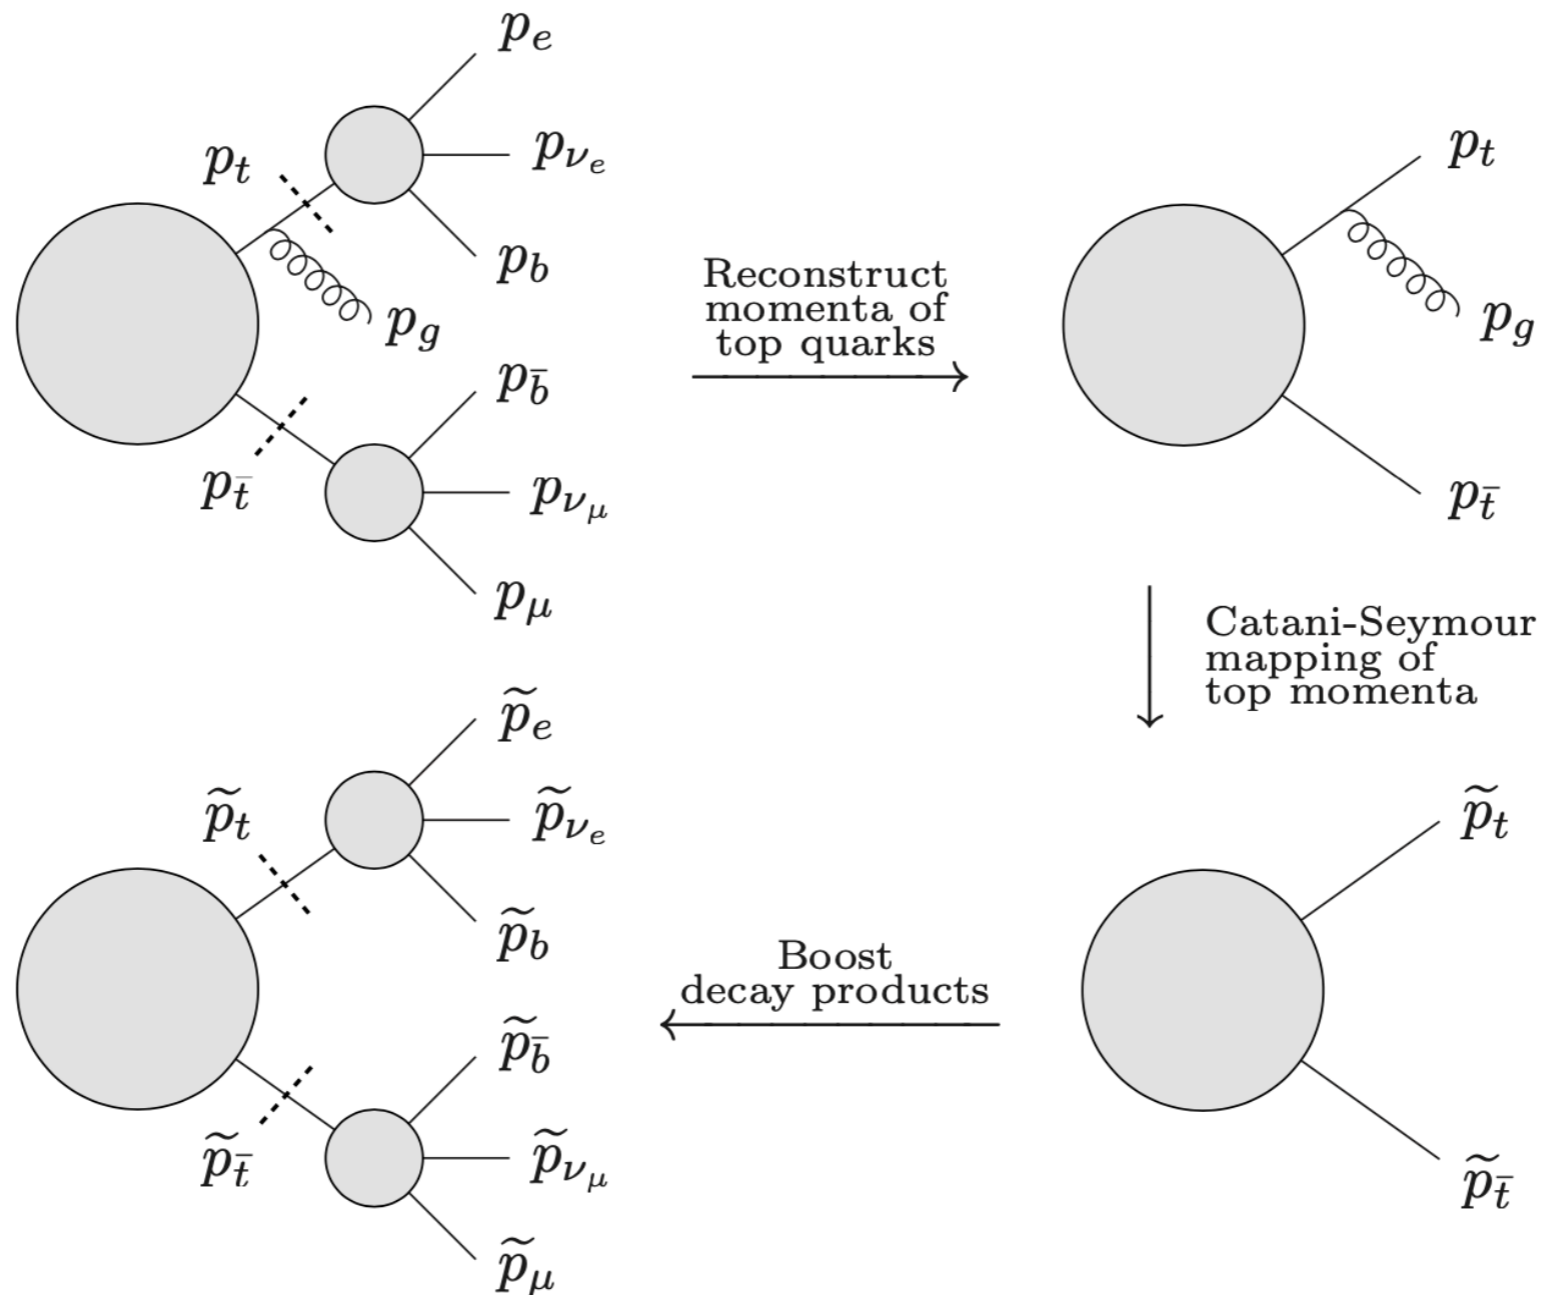 p_e
p_t
p_{ν_e}
p_b
p_g
p_{\bar{b}}
p_{\bar{t}}
p_{ν_μ}
p_μ
Reconstruct
momenta of
top quarks
p_t
p_g
p_{\bar{t}}
Catani-Seymour
mapping of
top momenta
\tilde{p}_t
\tilde{p}_{\bar{t}}
Boost
decay products
\tilde{p}_e
\tilde{p}_t
\tilde{p}_{ν_e}
\tilde{p}_b
\tilde{p}_{\bar{b}}
\tilde{p}_{\bar{t}}
\tilde{p}_{ν_μ}
\tilde{p}_μ